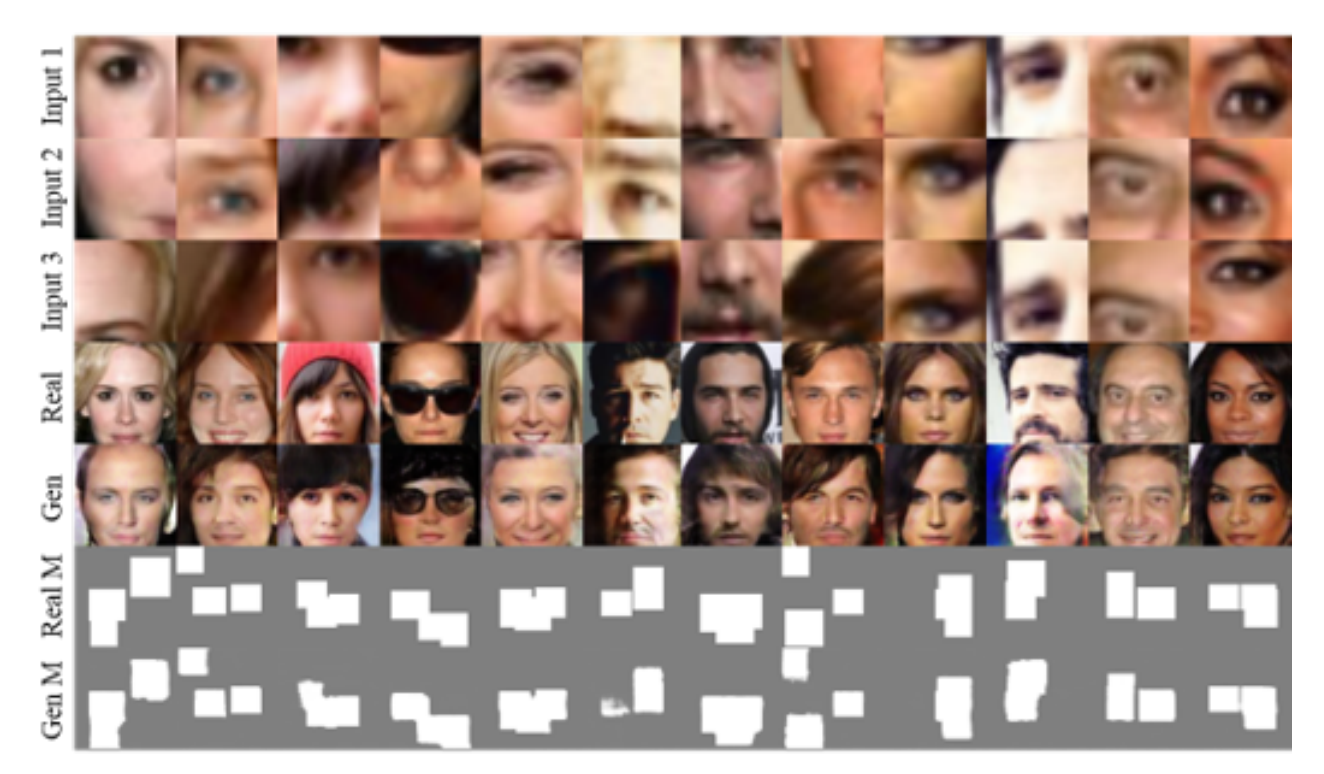 Input 1
Input 2
Input 3
Real
Gen
Real M
Gen M